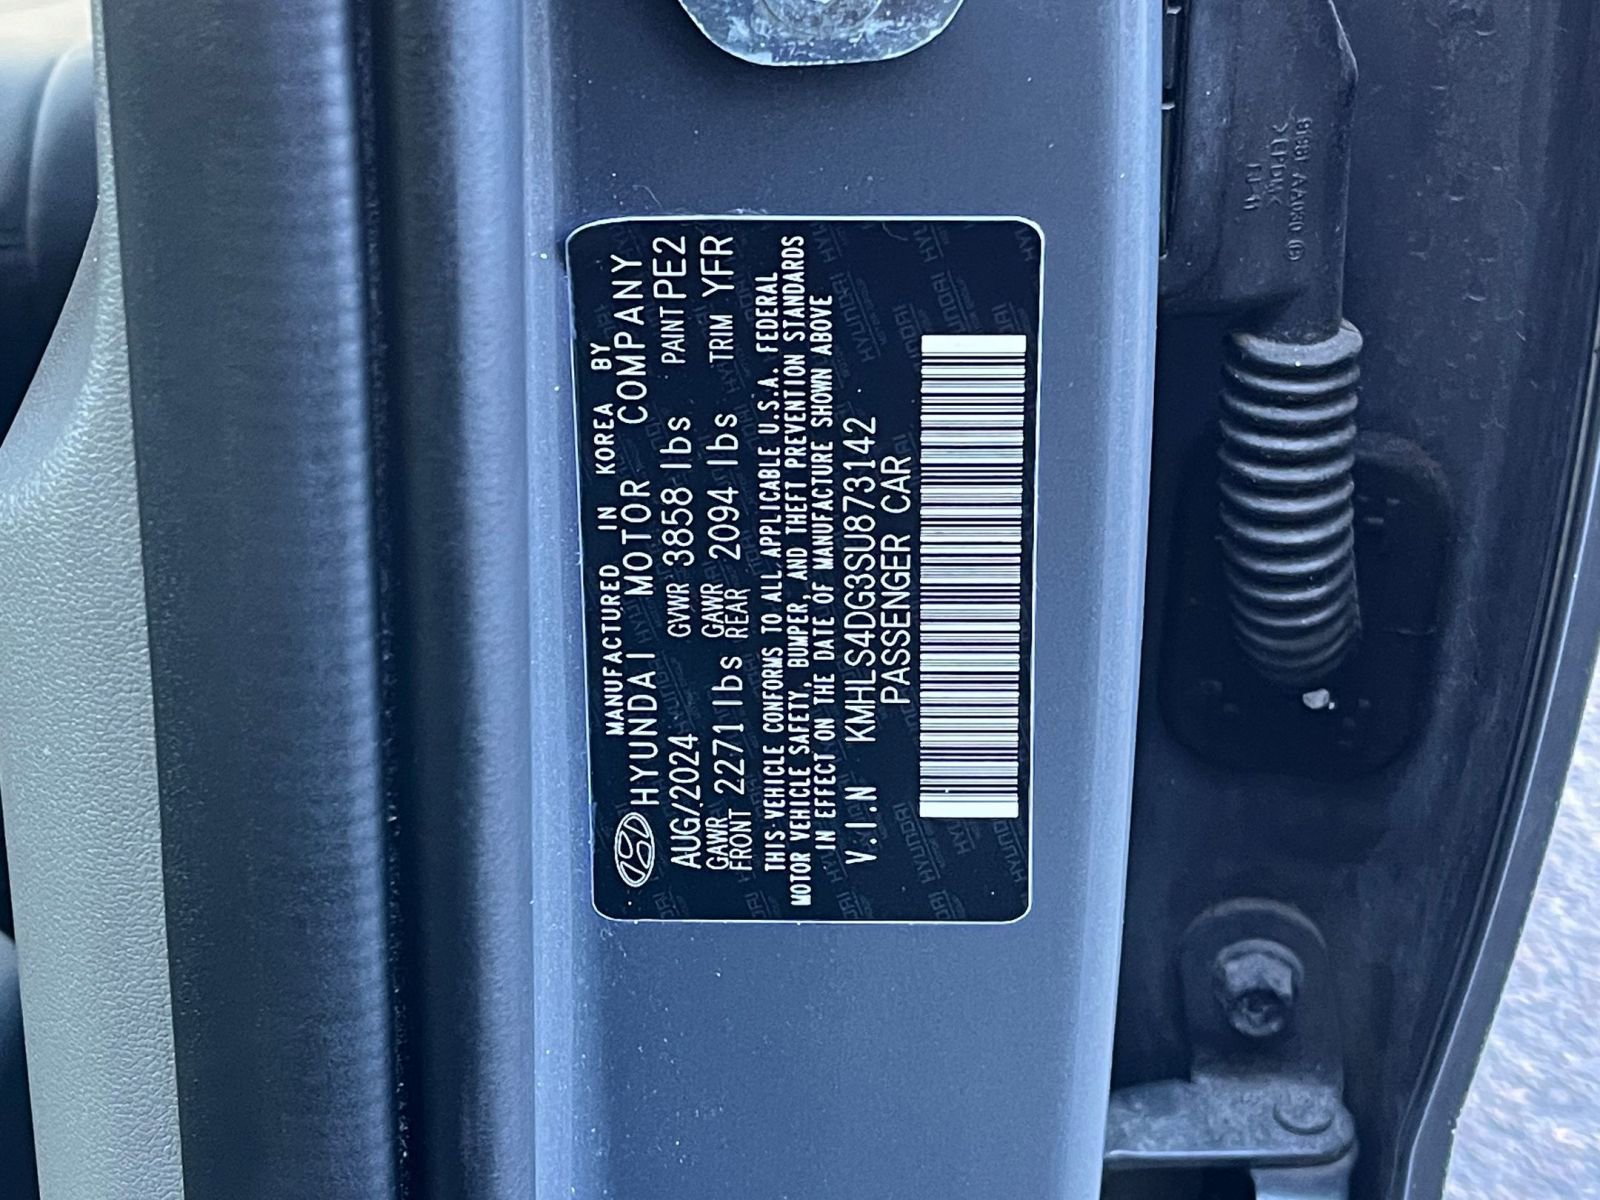 MANUFACTURED IN KOREA BY
HYUNDAI MOTOR COMPANY
AUG/2024 GVWR 3858 lbs PAINT PE2
GAWR FRONT 2271 lbs GAWR REAR 2094 lbs TRIM YFR
THIS VEHICLE CONFORMS TO ALL APPLICABLE U.S.A. FEDERAL
MOTOR VEHICLE SAFETY, BUMPER, AND THEFT PREVENTION STANDARDS
IN EFFECT ON THE DATE OF MANUFACTURE SHOWN ABOVE
V.I.N KMHLS4DG3SU873142
PASSENGER CAR
>EPDM<